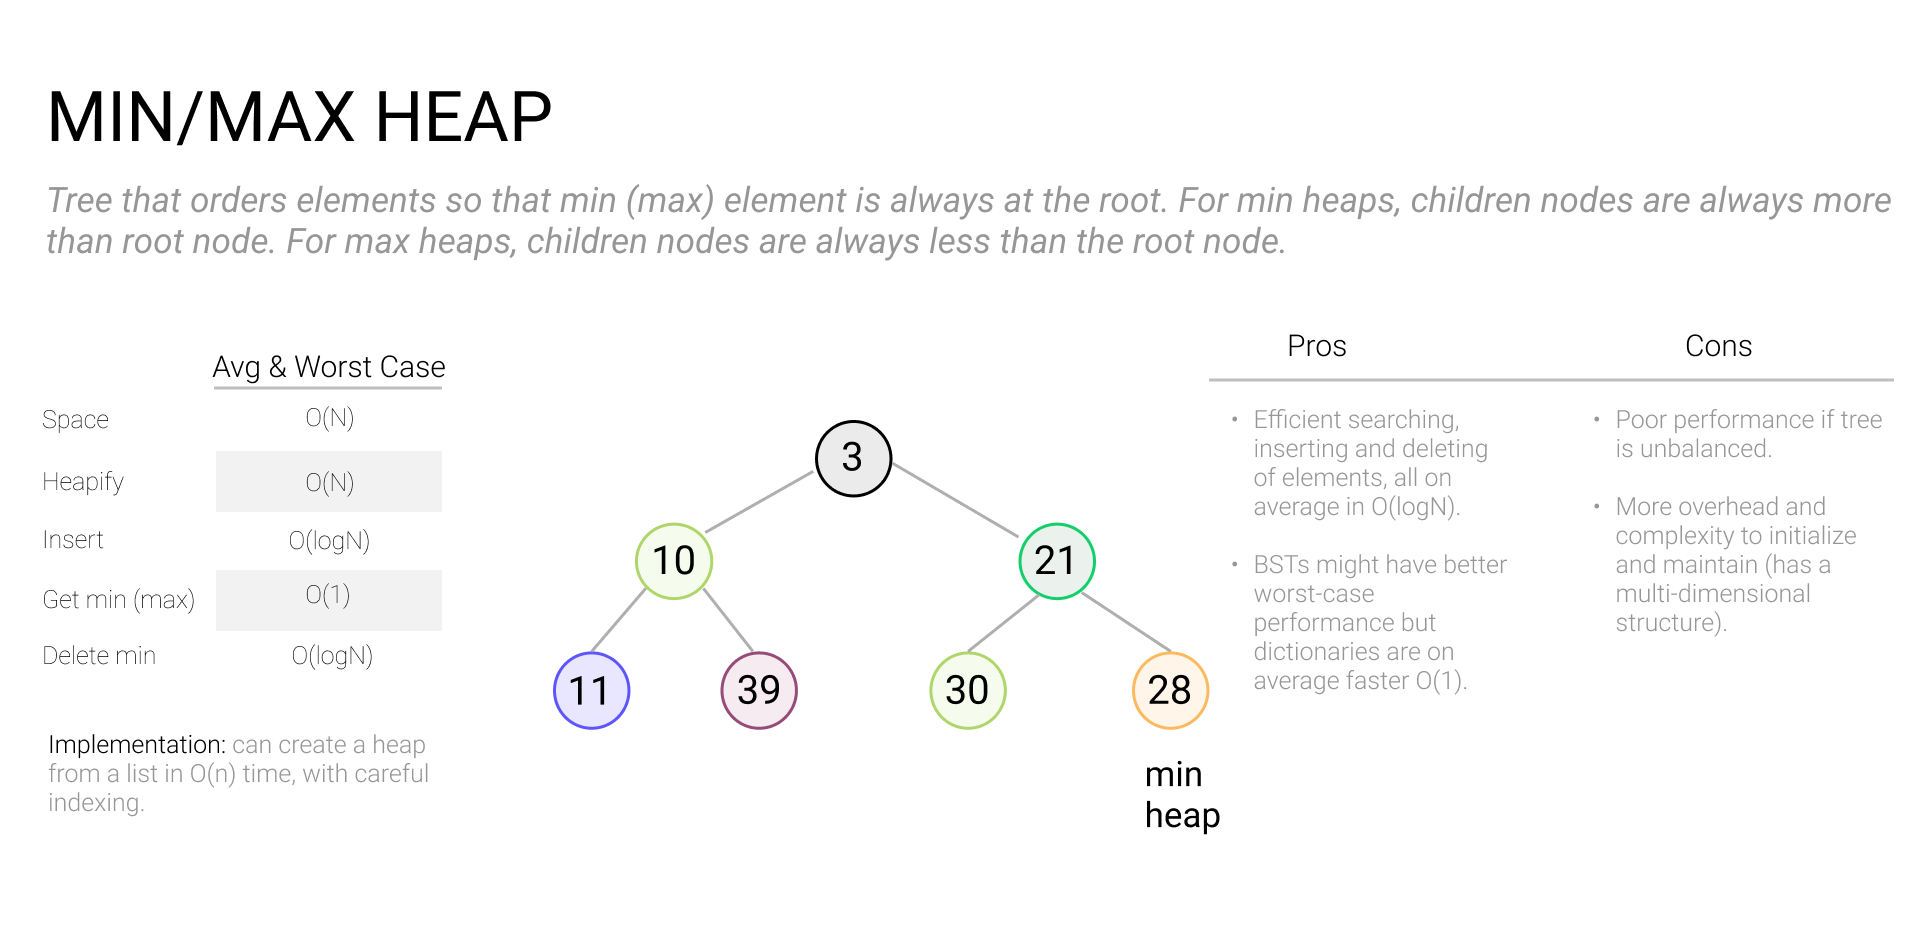 MIN/MAX HEAP
Tree that orders elements so that min (max) element is always at the root. For min heaps, children nodes are always more
than root node. For max heaps, children nodes are always less than the root node.
Avg & Worst Case
Space O(N)
Heapify O(N)
Insert O(logN)
Get min (max) O(1)
Delete min O(logN)
Implementation: can create a heap
from a list in O(n) time, with careful
indexing.
3
10 21
11 39 30 28
min
heap
Pros
• Efficient searching,
inserting and deleting
of elements, all on
average in O(logN).
• BSTs might have better
worst-case
performance but
dictionaries are on
average faster O(1).
Cons
• Poor performance if tree
is unbalanced.
• More overhead and
complexity to initialize
and maintain (has a
multi-dimensional
structure).